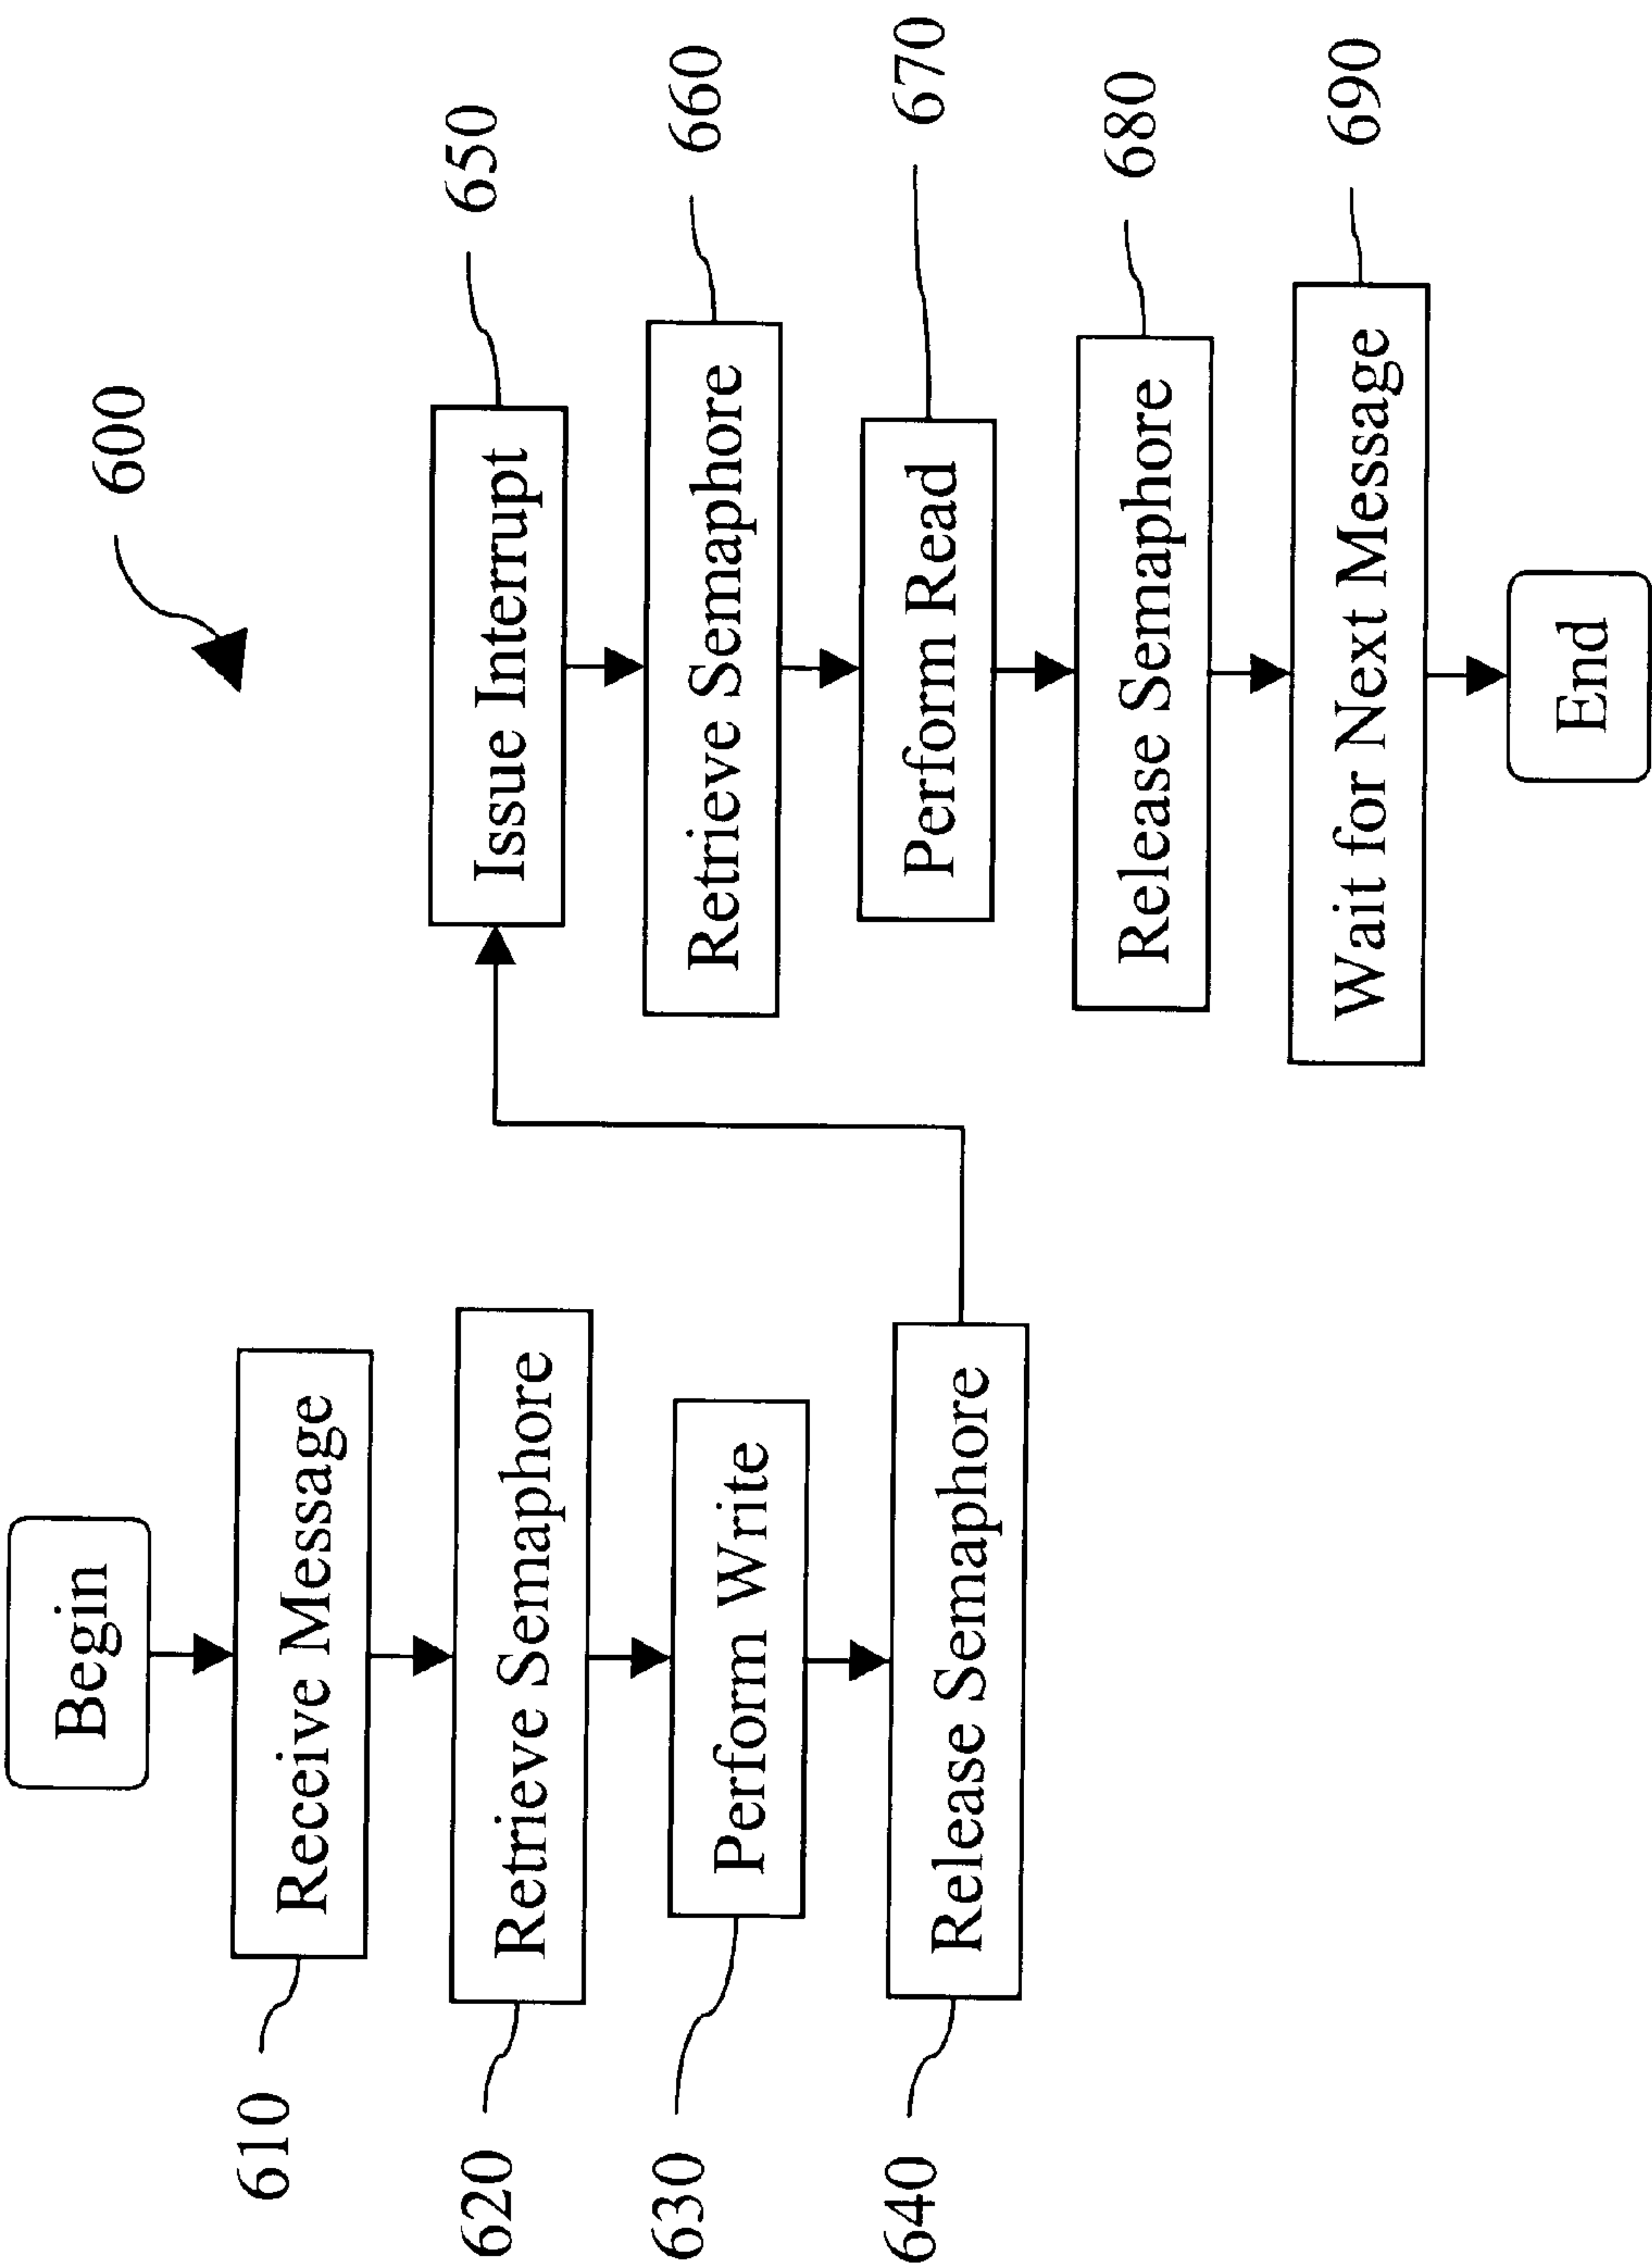 600
Begin
610
Receive Message
620
Retrieve Semaphore
630
Perform Write
640
Release Semaphore
650
Issue Interrupt
660
Retrieve Semaphore
670
Perform Read
680
Release Semaphore
690
Wait for Next Message
End